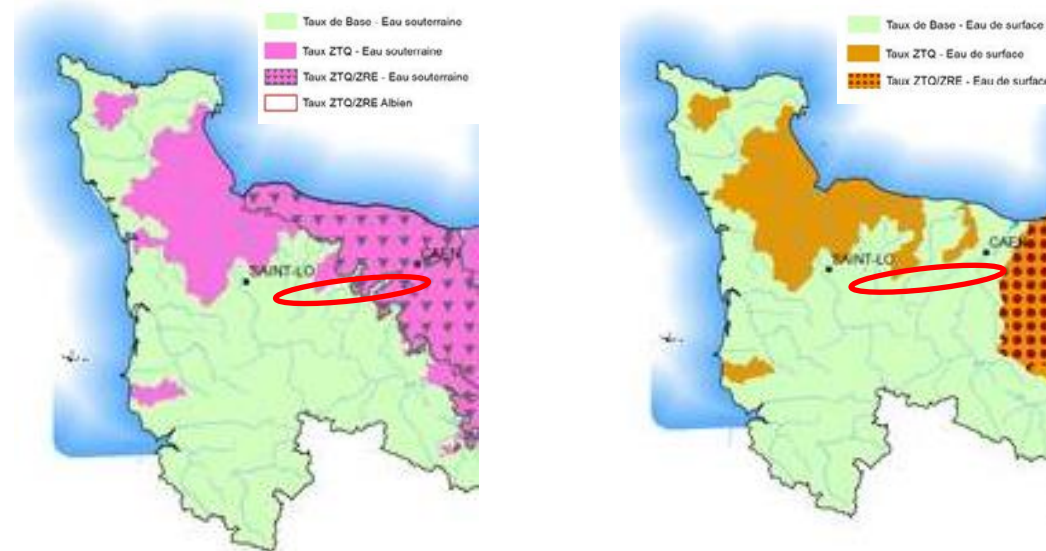 Taux de Base - Eau souterraine
Taux ZTQ - Eau souterraine
Taux ZTQ/ZRE - Eau souterraine
Taux ZTQ/ZRE Albien
SAINT-LO
CAEN
Taux de Base - Eau de surface
Taux ZTQ - Eau de surface
Taux ZTQ/ZRE - Eau de surface
SAINT-LO
CAEN